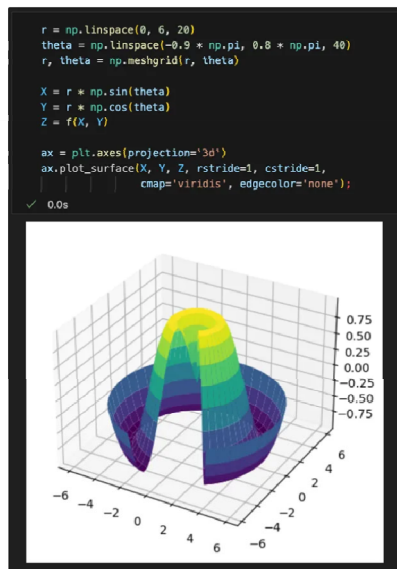 r = np.linspace(0, 6, 20)
theta = np.linspace(-0.9 * np.pi, 0.8 * np.pi, 40)
r, theta = np.meshgrid(r, theta)
X = r * np.sin(theta)
Y = r * np.cos(theta)
Z = f(X, Y)
ax = plt.axes(projection='3d')
ax.plot_surface(X, Y, Z, rstride=1, cstride=1,
cmap='viridis', edgecolor='none');
✓ 0.0s
0.75
0.50
0.25
0.00
−0.25
−0.50
−0.75
−6 −4 −2 0 2 4 6
−6 −4 −2 0 2 4 6